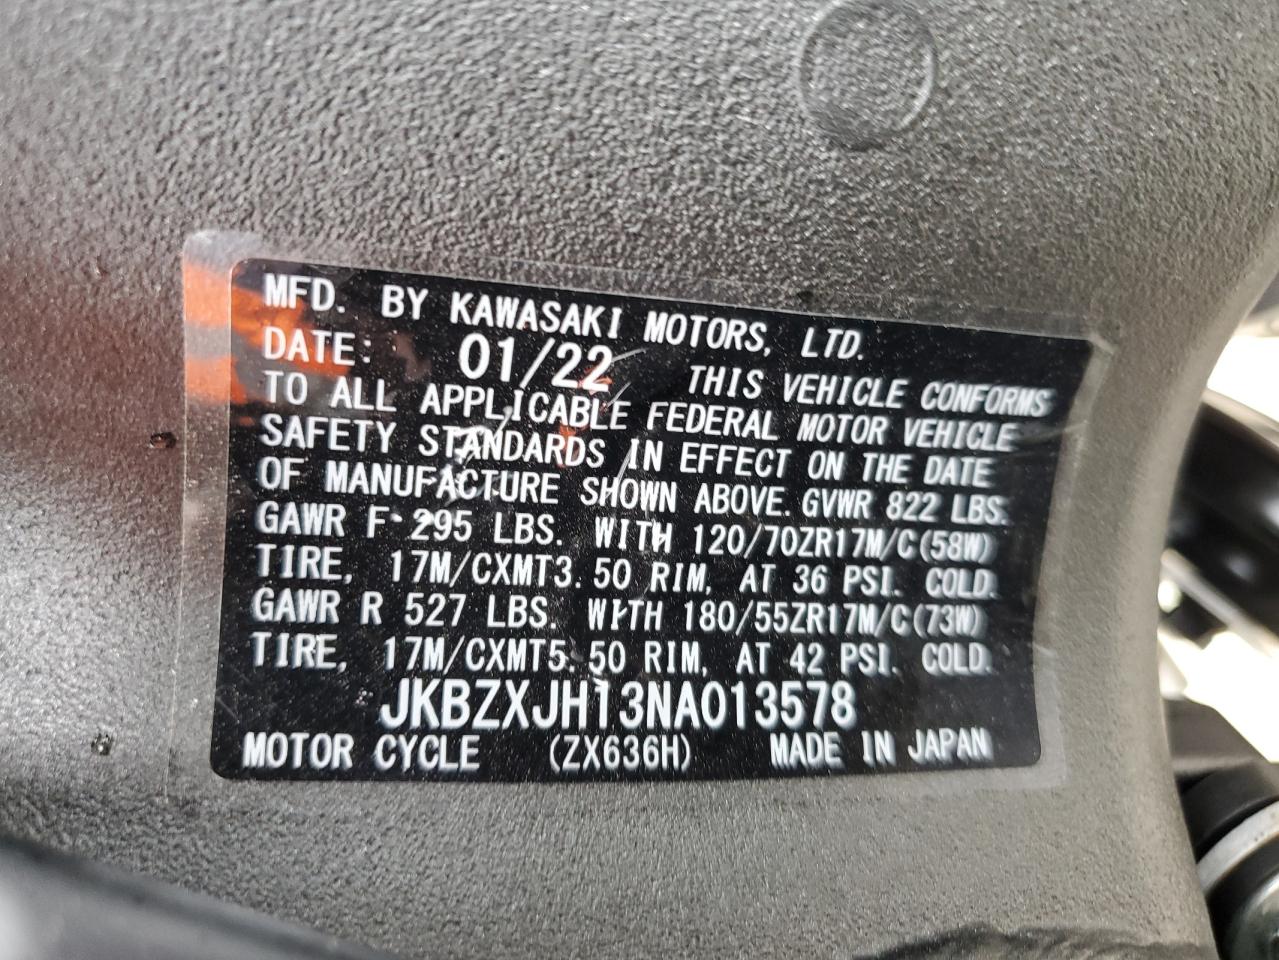 MFD. BY KAWASAKI MOTORS, LTD.
DATE: 01/22 THIS VEHICLE CONFORMS
TO ALL APPLICABLE FEDERAL MOTOR VEHICLE
SAFETY STANDARDS IN EFFECT ON THE DATE
OF MANUFACTURE SHOWN ABOVE. GVWR 822 LBS.
GAWR F 295 LBS. WITH 120/70ZR17M/C(58W)
TIRE, 17M/CXMT3.50 RIM, AT 36 PSI. COLD.
GAWR R 527 LBS. WITH 180/55ZR17M/C(73W)
TIRE, 17M/CXMT5.50 RIM, AT 42 PSI. COLD.
JKBZXJH13NA013578
MOTOR CYCLE (ZX636H) MADE IN JAPAN